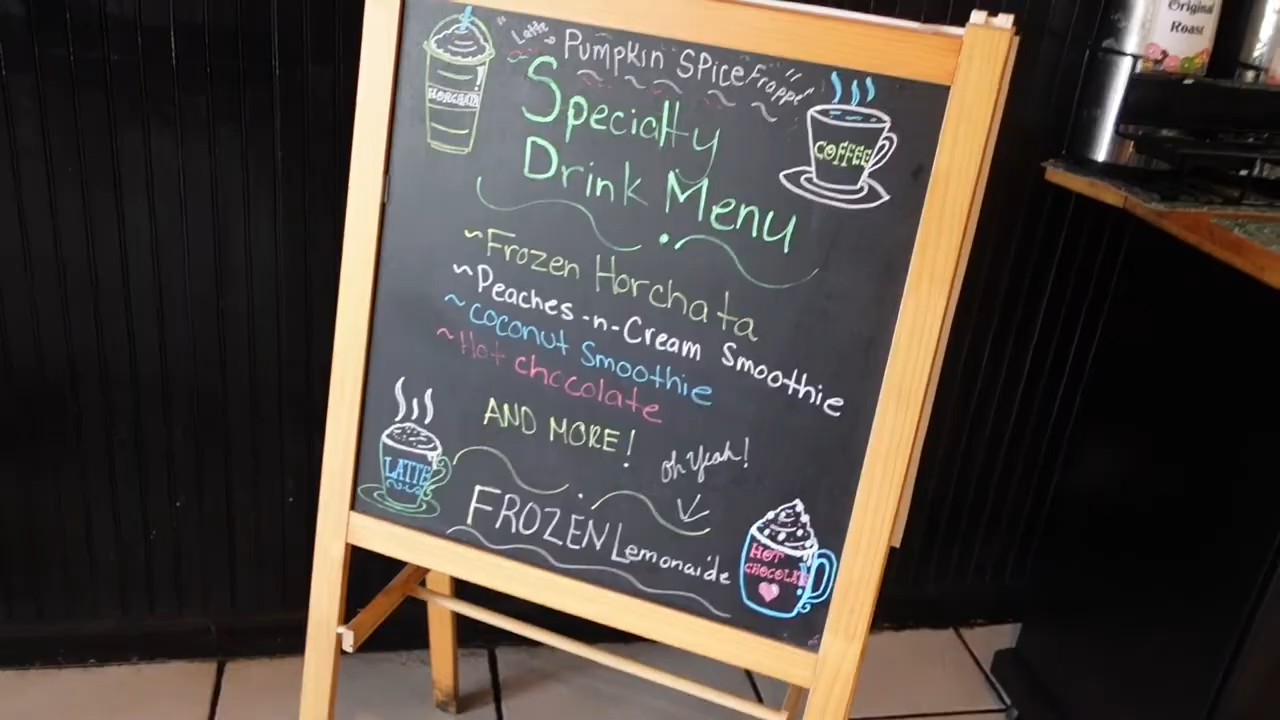 "Latte" Pumpkin Spice "Frappe"
Specialty
Drink Menu
~Frozen Horchata
~Peaches-n-Cream Smoothie
~Coconut Smoothie
~Hot chocolate
AND MORE!
oh Yeah!
FROZEN Lemonaide
HORCHATA
COFFEE
LATTE
HOT
CHOCOLATE
Original
Roast